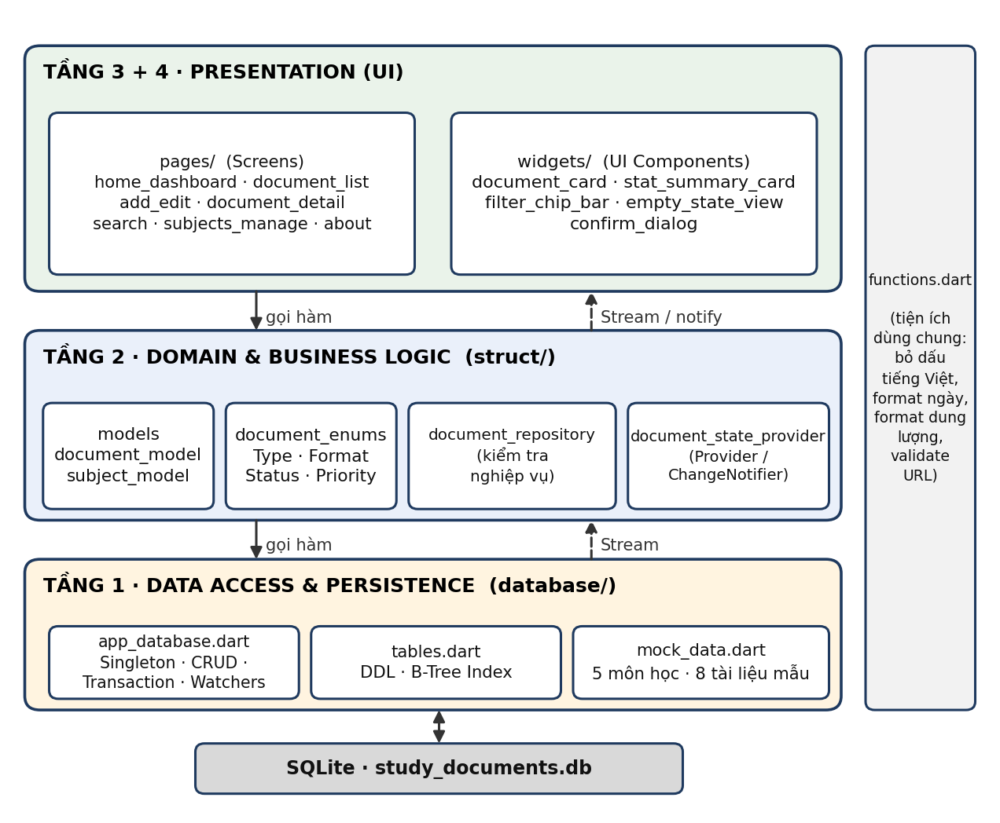 TẦNG 3 + 4 · PRESENTATION (UI)
pages/  (Screens)
home_dashboard · document_list
add_edit · document_detail
search · subjects_manage · about
widgets/  (UI Components)
document_card · stat_summary_card
filter_chip_bar · empty_state_view
confirm_dialog
gọi hàm
Stream / notify
TẦNG 2 · DOMAIN & BUSINESS LOGIC  (struct/)
models
document_model
subject_model
document_enums
Type · Format
Status · Priority
document_repository
(kiểm tra
nghiệp vụ)
document_state_provider
(Provider /
ChangeNotifier)
gọi hàm
Stream
TẦNG 1 · DATA ACCESS & PERSISTENCE  (database/)
app_database.dart
Singleton · CRUD ·
Transaction · Watchers
tables.dart
DDL · B-Tree Index
mock_data.dart
5 môn học · 8 tài liệu mẫu
SQLite · study_documents.db
functions.dart
(tiện ích
dùng chung:
bỏ dấu
tiếng Việt,
format ngày,
format dung
lượng,
validate
URL)